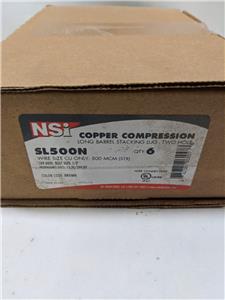 NSi
COPPER COMPRESSION
LONG BARREL STACKING LUG - TWO HOLE
SL500N
QTY: 6
WIRE SIZE CU ONLY: 500 MCM (STR)
COLOR CODE: BROWN